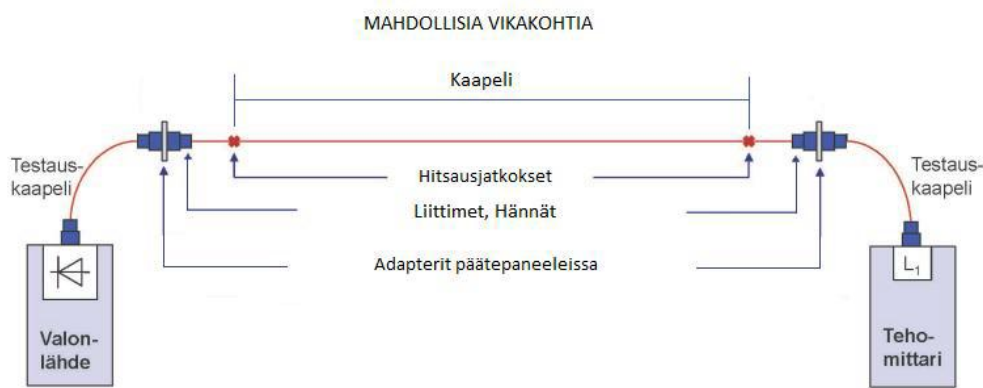 MAHDOLLISIA VIKAKOHTIA
Kaapeli
Testaus-
kaapeli
Testaus-
kaapeli
Hitsausjatkokset
Liittimet, Hännät
Adapterit päätepaneeleissa
L1
Valon-
lähde
Teho-
mittari